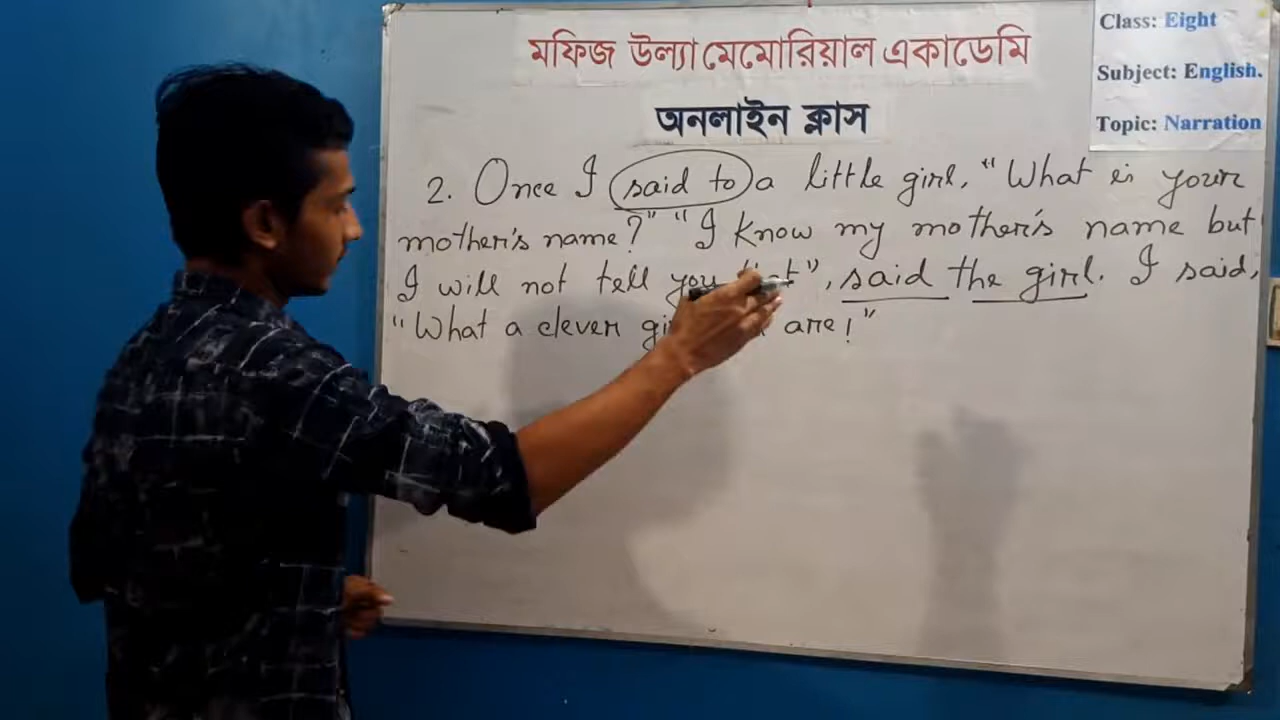 মফিজ উল্যা মেমোরিয়াল একাডেমি
অনলাইন ক্লাস
Class: Eight
Subject: English.
Topic: Narration
2. Once I said to a little girl, "What is your
mother's name?" "I know my mother's name but
I will not tell you", said the girl. I said,
"What a clever are!"